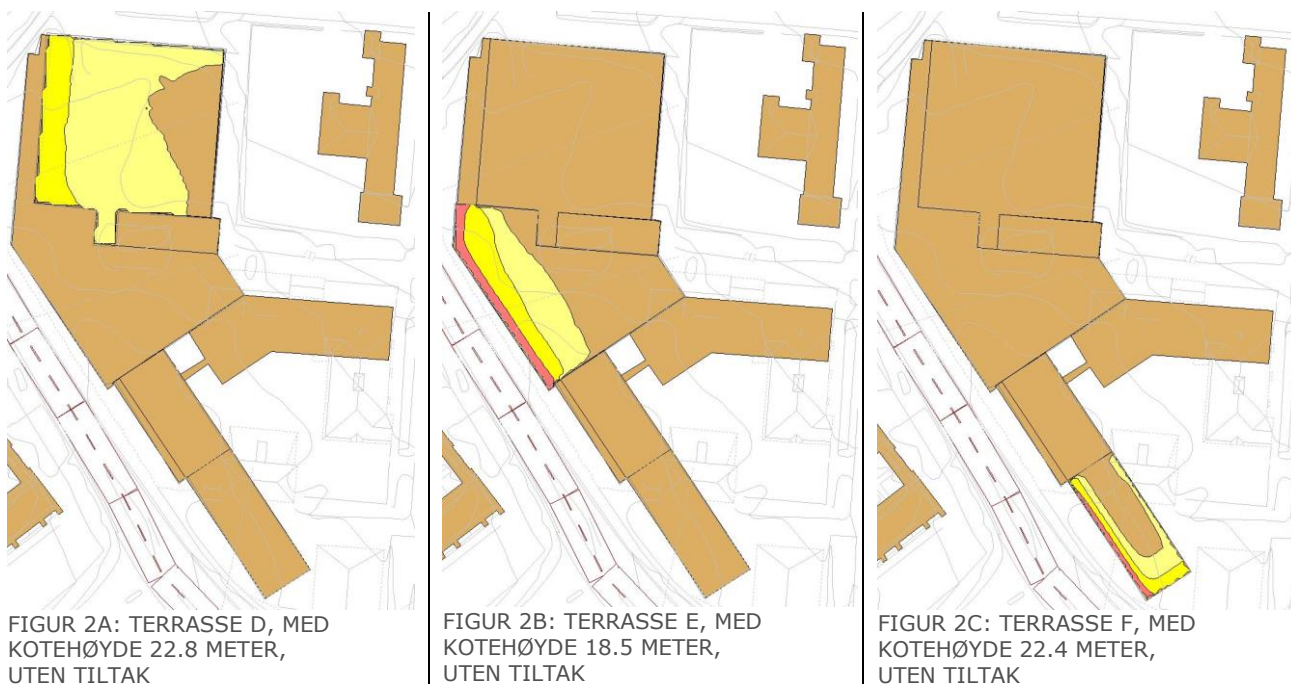 FIGUR 2A: TERRASSE D, MED
KOTEHØYDE 22.8 METER,
UTEN TILTAK
FIGUR 2B: TERRASSE E, MED
KOTEHØYDE 18.5 METER,
UTEN TILTAK
FIGUR 2C: TERRASSE F, MED
KOTEHØYDE 22.4 METER,
UTEN TILTAK